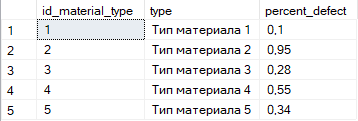 id_material_type type percent_defect
1 1 Тип материала 1 0,1
2 2 Тип материала 2 0,95
3 3 Тип материала 3 0,28
4 4 Тип материала 4 0,55
5 5 Тип материала 5 0,34